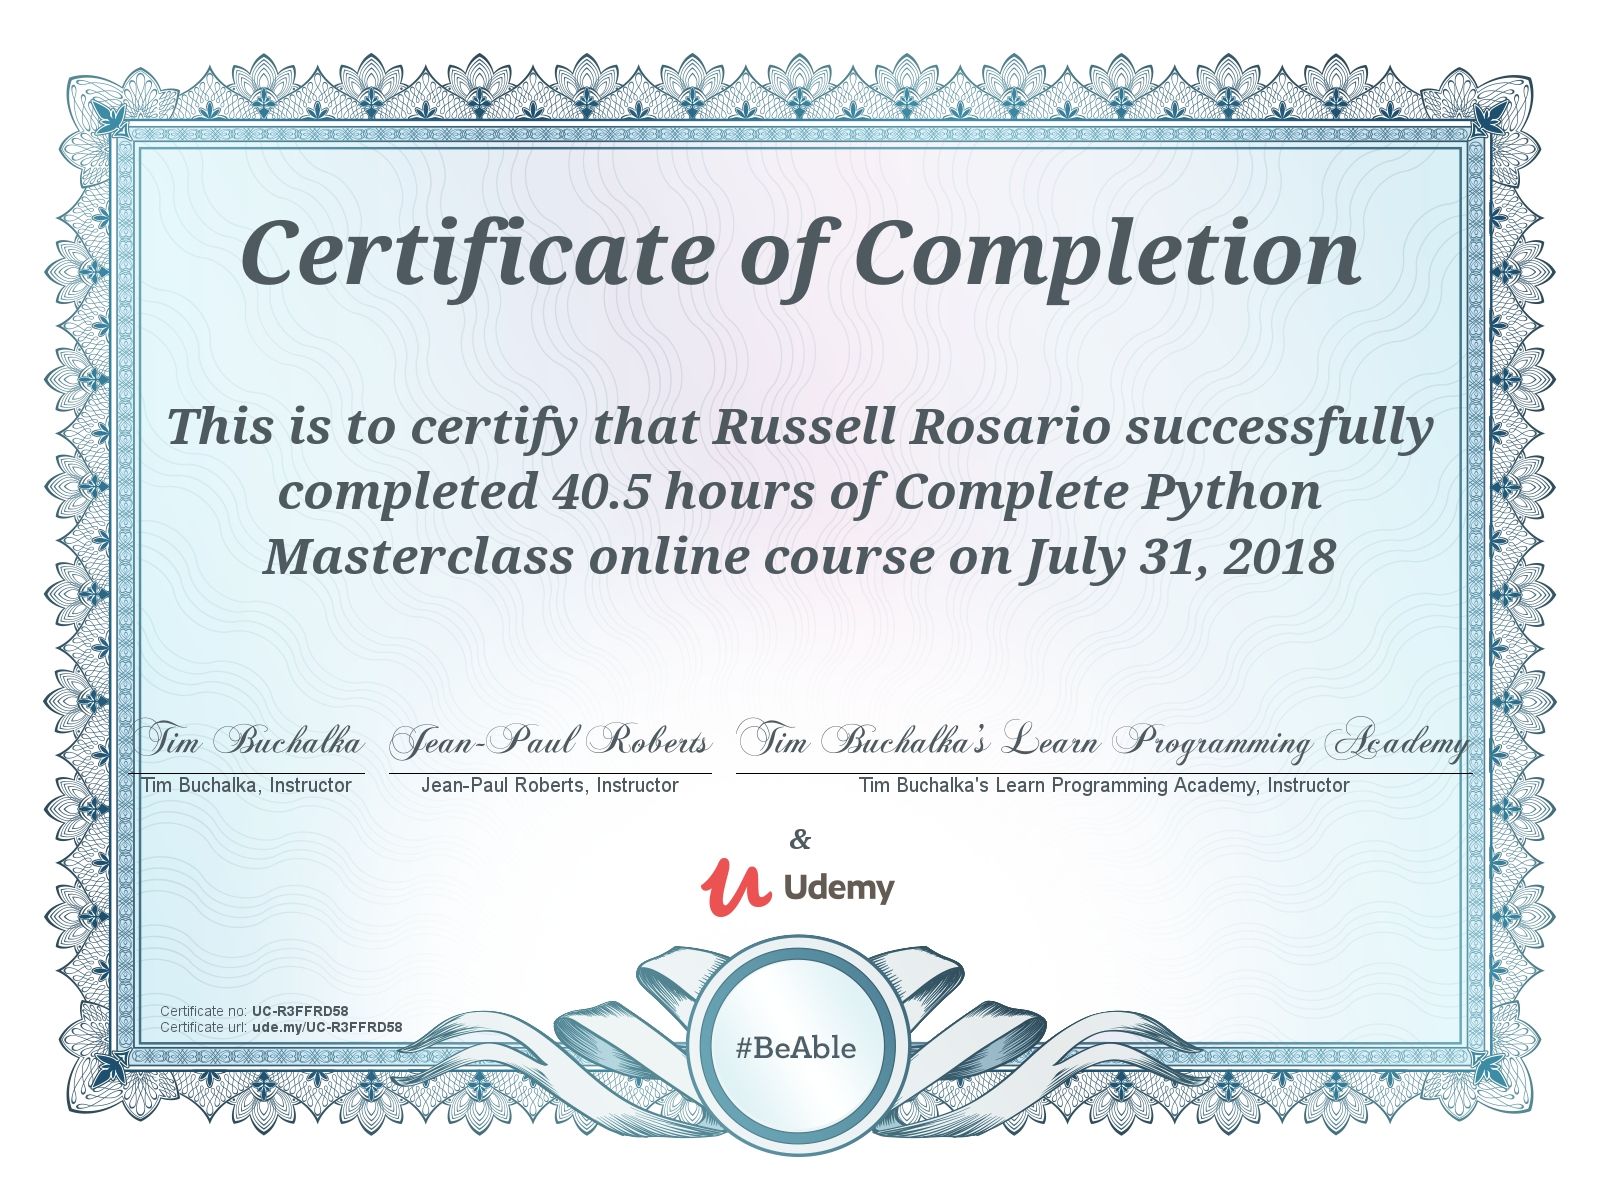 Certificate of Completion
This is to certify that Russell Rosario successfully
completed 40.5 hours of Complete Python
Masterclass online course on July 31, 2018
Tim Buchalka Jean-Paul Roberts Tim Buchalka's Learn Programming Academy
Tim Buchalka, Instructor Jean-Paul Roberts, Instructor Tim Buchalka's Learn Programming Academy, Instructor
&
Udemy
Certificate no: UC-R3FFRD58
Certificate url: ude.my/UC-R3FFRD58
#BeAble